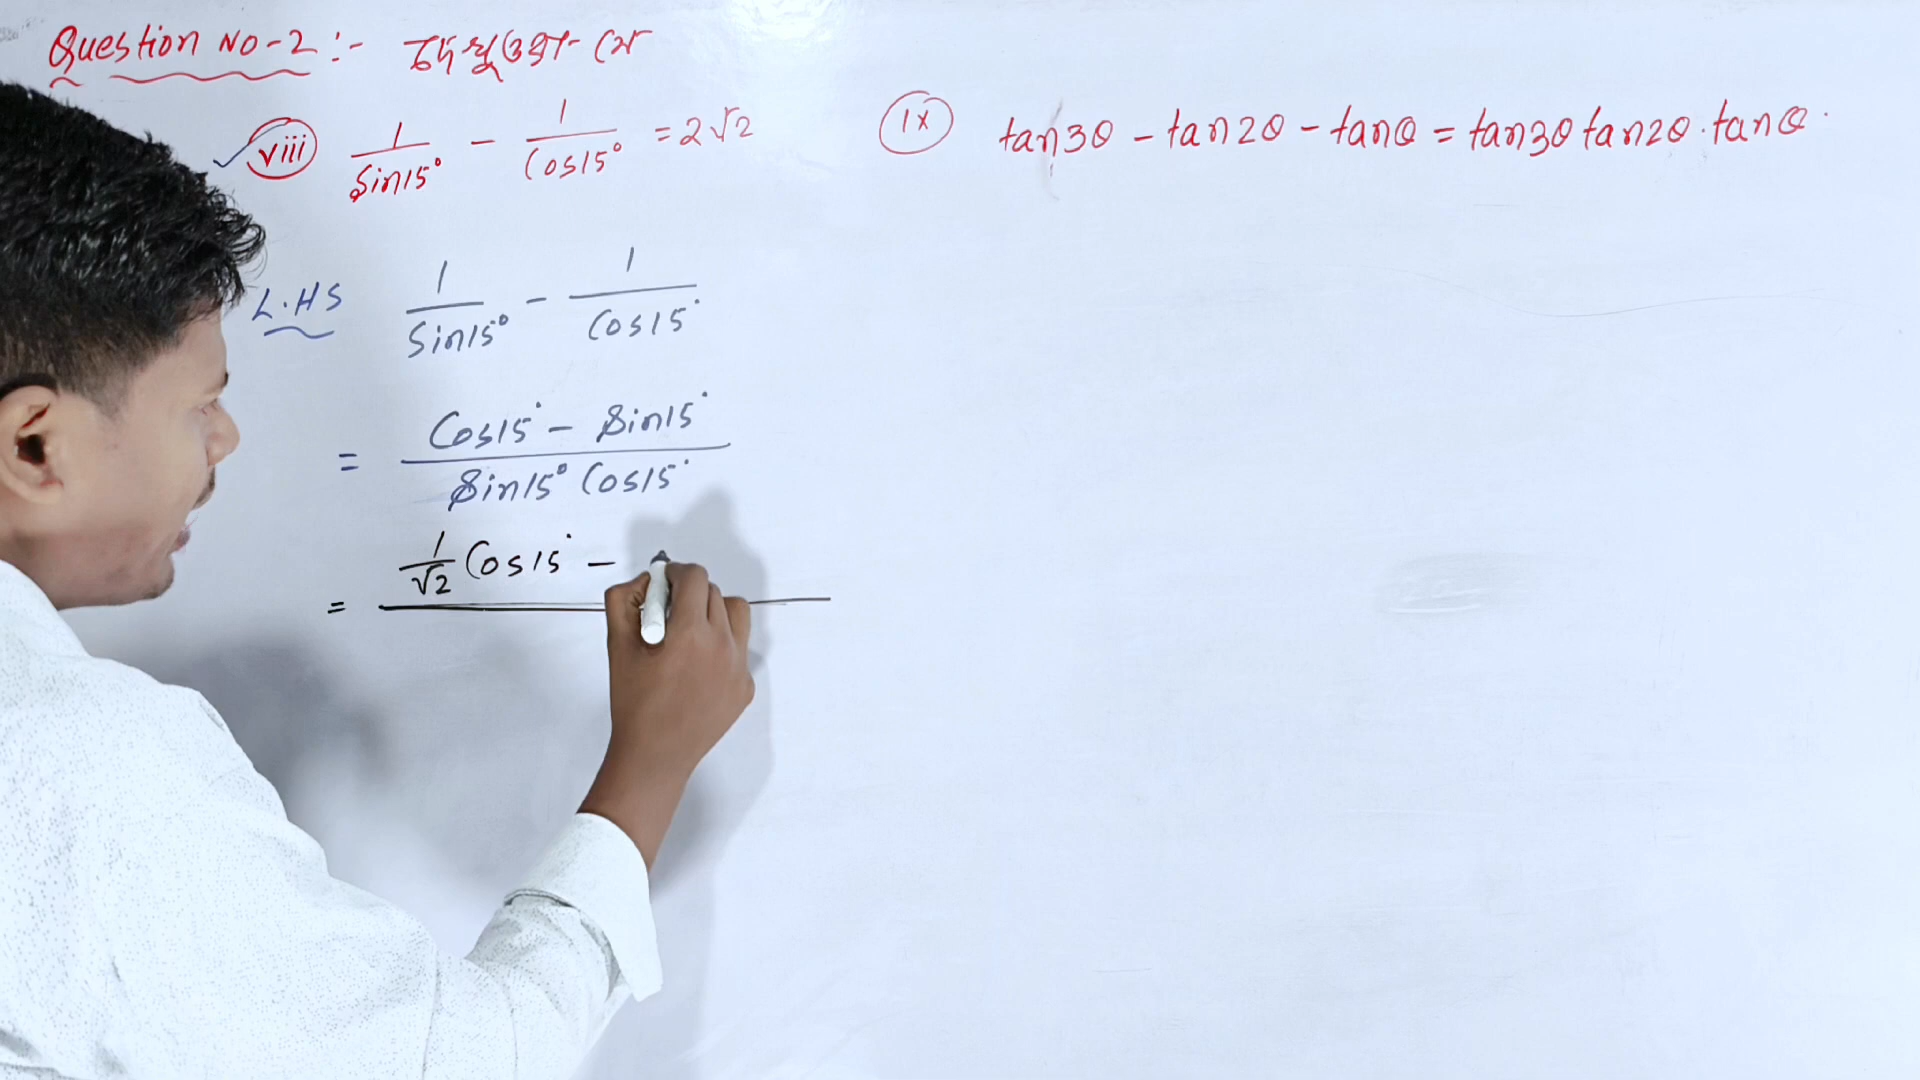 Question NO-2 :-
viii 1/Sin15° - 1/Cos15° = 2√2
L.HS 1/Sin15° - 1/Cos15°
= (Cos15° - Sin15°)/(Sin15° Cos15°)
= 1/√2 Cos15° -
ix tan3θ - tan2θ - tanθ = tan3θ tan2θ.tanθ.